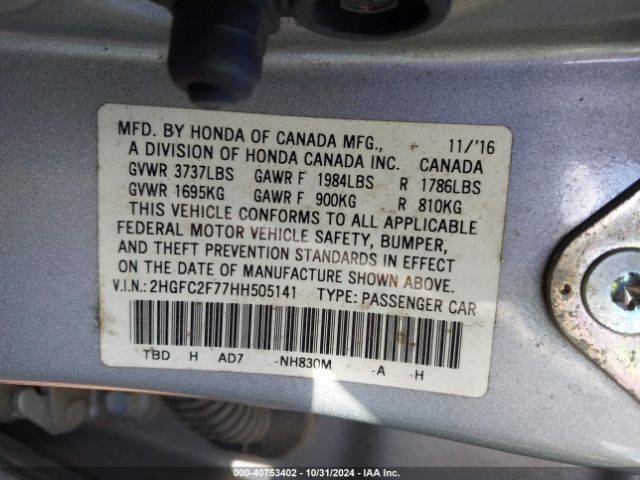 MFD. BY HONDA OF CANADA MFG., 11/'16
A DIVISION OF HONDA CANADA INC. CANADA
GVWR 3737LBS GAWR F 1984LBS R 1786LBS
GVWR 1695KG GAWR F 900KG R 810KG
THIS VEHICLE CONFORMS TO ALL APPLICABLE
FEDERAL MOTOR VEHICLE SAFETY, BUMPER,
AND THEFT PREVENTION STANDARDS IN EFFECT
ON THE DATE OF MANUFACTURE SHOWN ABOVE.
V.I.N.: 2HGFC2F77HH505141 TYPE: PASSENGER CAR
TBD H AD7 -NH830M -A -H
000-40753402 - 10/31/2024 - IAA Inc.